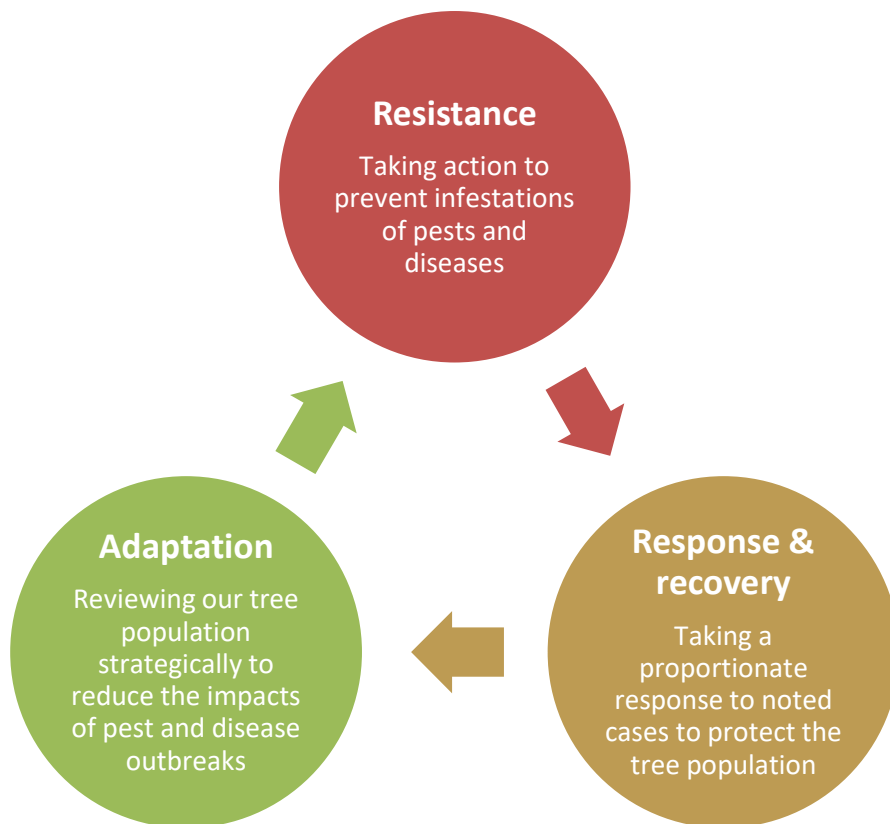 Resistance
Taking action to
prevent infestations
of pests and
diseases
Adaptation
Reviewing our tree
population
strategically to
reduce the impacts
of pest and disease
outbreaks
Response &
recovery
Taking a
proportionate
response to noted
cases to protect the
tree population